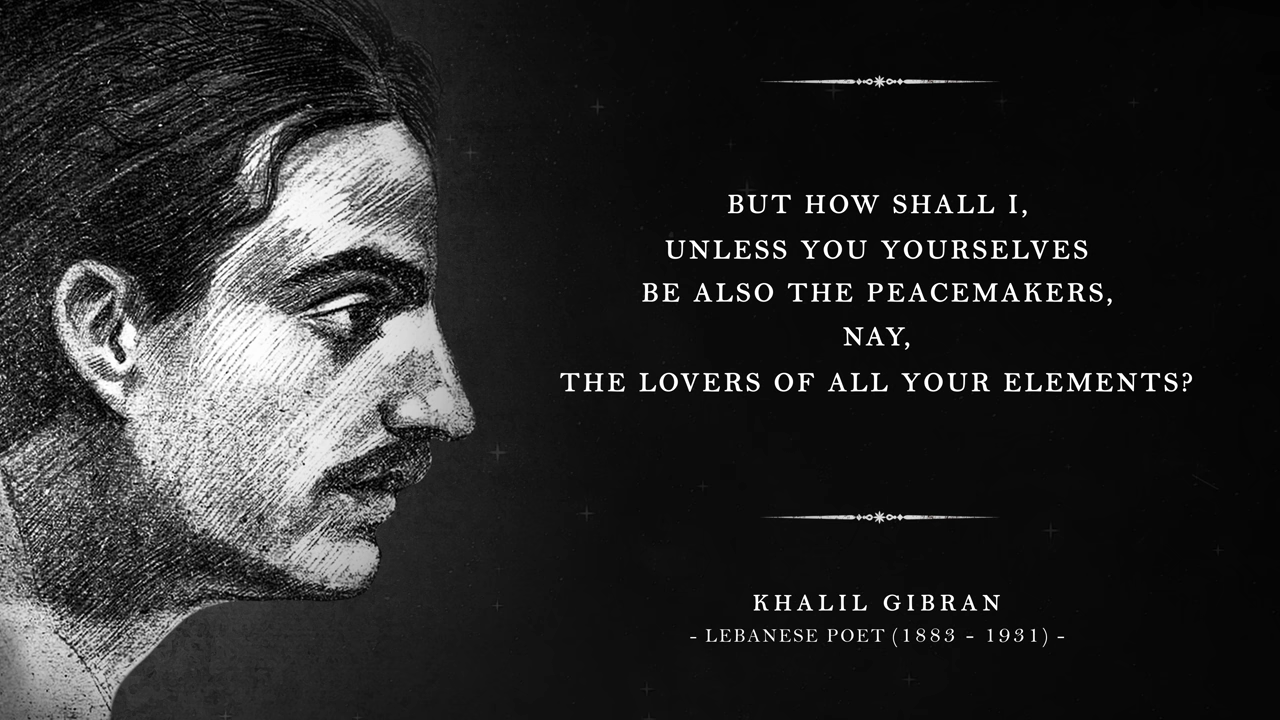 BUT HOW SHALL I,
UNLESS YOU YOURSELVES
BE ALSO THE PEACEMAKERS,
NAY,
THE LOVERS OF ALL YOUR ELEMENTS?
KHALIL GIBRAN
- LEBANESE POET (1883 - 1931) -